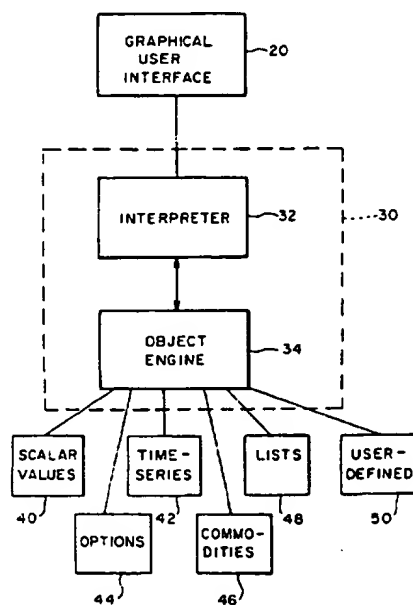 GRAPHICAL
USER
INTERFACE
20
30
INTERPRETER
32
OBJECT
ENGINE
34
SCALAR
VALUES
40
TIME-
SERIES
42
LISTS
48
USER-
DEFINED
50
OPTIONS
44
COMMO-
DITIES
46